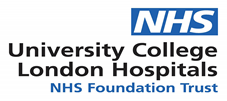 NHS
University College
London Hospitals
NHS Foundation Trust